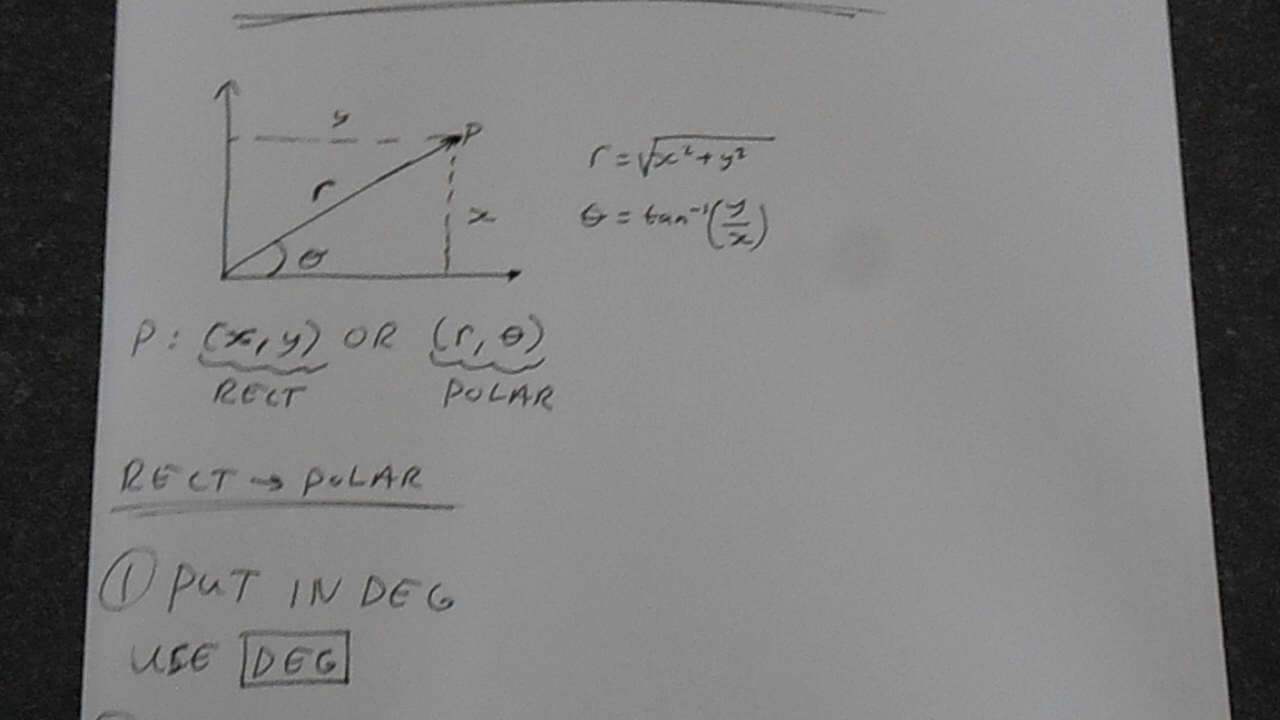 y
P
r
x
θ
r = √x² + y²
θ = tan⁻¹(y/x)
P : (x, y) OR (r, θ)
RECT POLAR
RECT → POLAR
① PUT IN DEG
USE DEG